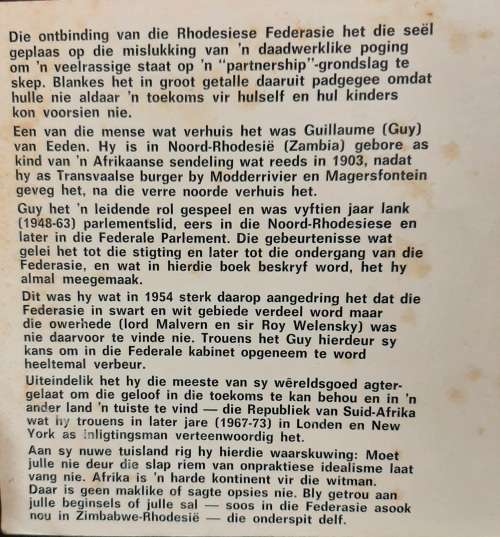 Die ontbinding van die Rhodesiese Federasie het die seël
geplaas op die mislukking van 'n daadwerklike poging
om 'n veelrassige staat op 'n "partnership"-grondslag te
skep. Blankes het in groot getalle daaruit padgegee omdat
hulle nie aldaar 'n toekoms vir hulself en hul kinders
kon voorsien nie.
Een van die mense wat verhuis het was Guillaume (Guy)
van Eeden. Hy is in Noord-Rhodesië (Zambia) gebore as
kind van 'n Afrikaanse sendeling wat reeds in 1903, nadat
hy as Transvaalse burger by Modderrivier en Magersfontein
geveg het, na die verre noorde verhuis het.
Guy het 'n leidende rol gespeel en was vyftien jaar lank
(1948-63) parlementslid, eers in die Noord-Rhodesiese en
later in die Federale Parlement. Die gebeurtenisse wat
gelei het tot die stigting en later tot die ondergang van die
Federasie, en wat in hierdie boek beskryf word, het hy
almal meegemaak.
Dit was hy wat in 1954 sterk daarop aangedring het dat die
Federasie in swart en wit gebiede verdeel word maar
die owerhede (lord Malvern en sir Roy Welensky) was
nie daarvoor te vinde nie. Trouens het Guy hierdeur sy
kans om in die Federale kabinet opgeneem te word
heeltemal verbeur.
Uiteindelik het hy die meeste van sy wêreldsgoed agter-
gelaat om die geloof in die toekoms te kan behou en in 'n
ander land 'n tuiste te vind — die Republiek van Suid-Afrika
wat hy trouens in later jare (1967-73) in Londen en New
York as inligtingsman verteenwoordig het.
Aan sy nuwe tuisland rig hy hierdie waarskuwing: Moet
julle nie deur die slap riem van onpraktiese idealisme laat
vang nie. Afrika is 'n harde kontinent vir die witman.
Daar is geen maklike of sagte opsies nie. Bly getrou aan
julle beginsels of julle sal — soos in die Federasie asook
nou in Zimbabwe-Rhodesië — die onderspit delf.